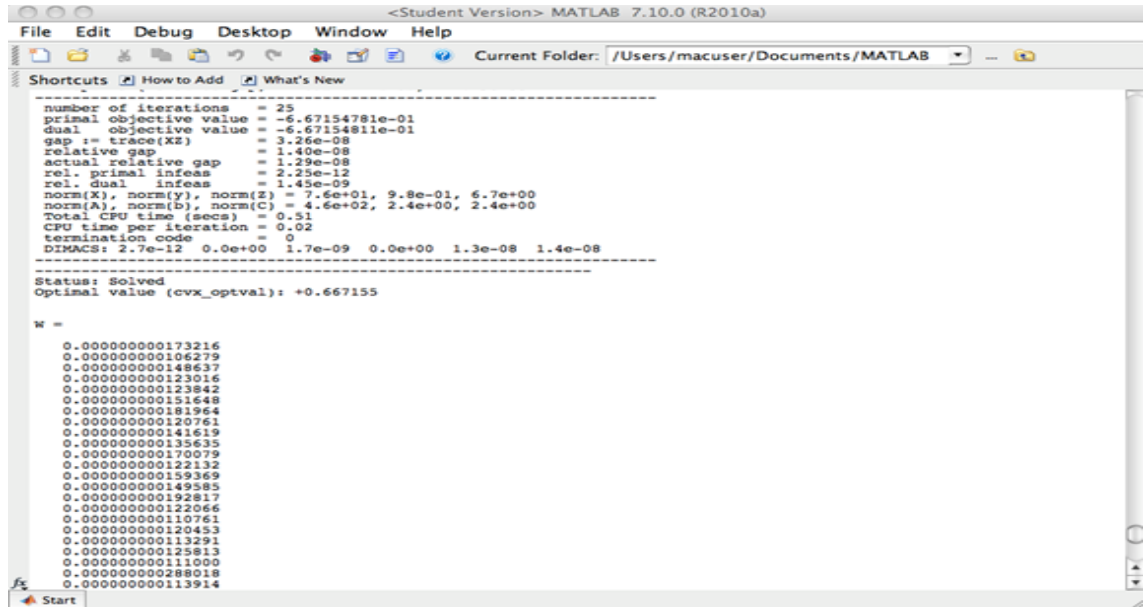 <Student Version> MATLAB 7.10.0 (R2010a)
File Edit Debug Desktop Window Help
Current Folder: /Users/macuser/Documents/MATLAB
Shortcuts How to Add What's New
number of iterations = 25
primal objective value = -6.67154781e-01
dual objective value = -6.67154811e-01
gap := trace(XZ) = 3.26e-08
relative gap = 1.40e-08
actual relative gap = 1.29e-08
rel. primal infeas = 2.25e-12
rel. dual infeas = 1.45e-09
norm(X), norm(y), norm(Z) = 7.6e+01, 9.8e-01, 6.7e+00
norm(A), norm(b), norm(C) = 4.6e+02, 2.4e+00, 2.4e+00
Total CPU time (secs) = 0.51
CPU time per iteration = 0.02
termination code = 0
DIMACS: 2.7e-12 0.0e+00 1.7e-09 0.0e+00 1.3e-08 1.4e-08
------------------------------------------------------------------
------------------------------------------------------------
Status: Solved
Optimal value (cvx_optval): +0.667155
W =
0.000000000173216
0.000000000106279
0.000000000148637
0.000000000123016
0.000000000123842
0.000000000151648
0.000000000181964
0.000000000120761
0.000000000141619
0.000000000135635
0.000000000170079
0.000000000122132
0.000000000159369
0.000000000149585
0.000000000192817
0.000000000122066
0.000000000110761
0.000000000120453
0.000000000113291
0.000000000125813
0.000000000111000
0.000000000288018
fx 0.000000000113914
Start